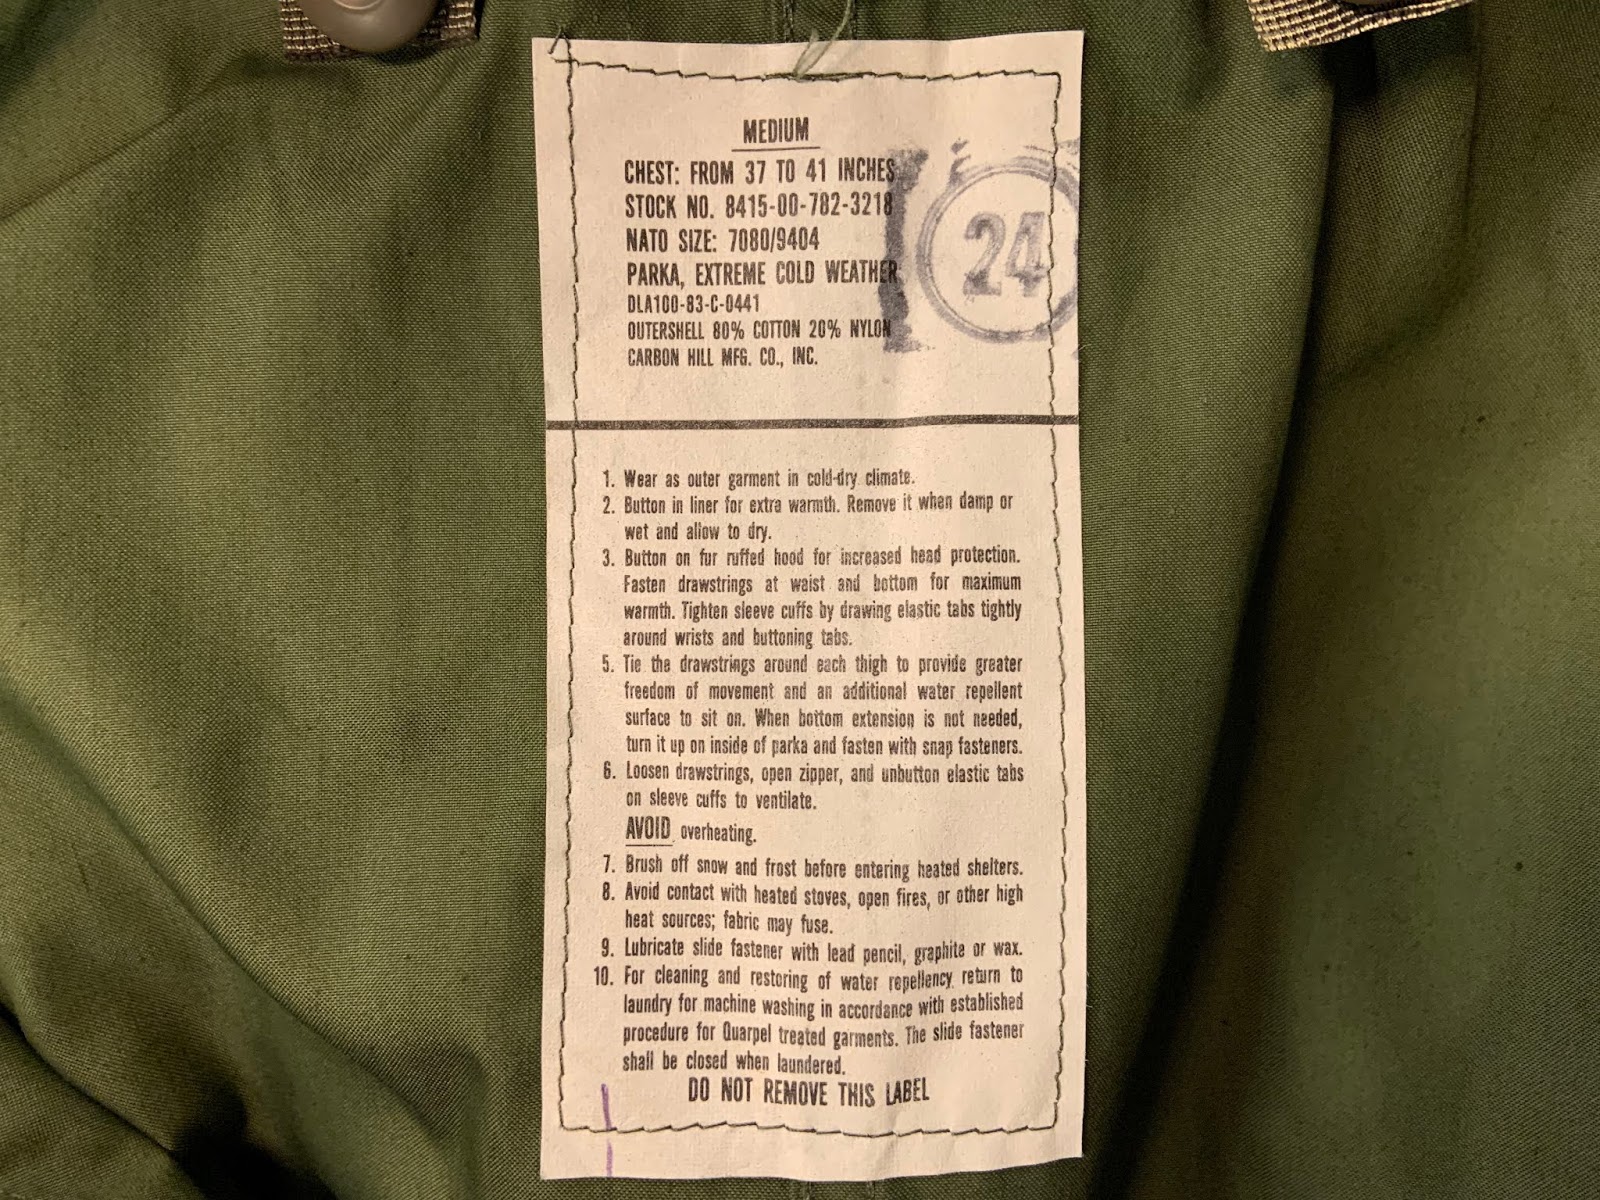 MEDIUM
CHEST: FROM 37 TO 41 INCHES
STOCK NO. 8415-00-782-3218
NATO SIZE: 7080/9404
PARKA, EXTREME COLD WEATHER
DLA100-83-C-0441
OUTERSHELL 80% COTTON 20% NYLON
CARBON HILL MFG. CO., INC.
24
1. Wear as outer garment in cold-dry climate.
2. Button in liner for extra warmth. Remove it when damp or
wet and allow to dry.
3. Button on fur ruffed hood for increased head protection.
Fasten drawstrings at waist and bottom for maximum
warmth. Tighten sleeve cuffs by drawing elastic tabs tightly
around wrists and buttoning tabs.
5. Tie the drawstrings around each thigh to provide greater
freedom of movement and an additional water repellent
surface to sit on. When bottom extension is not needed,
turn it up on inside of parka and fasten with snap fasteners.
6. Loosen drawstrings, open zipper, and unbutton elastic tabs
on sleeve cuffs to ventilate.
AVOID overheating.
7. Brush off snow and frost before entering heated shelters.
8. Avoid contact with heated stoves, open fires, or other high
heat sources; fabric may fuse.
9. Lubricate slide fastener with lead pencil, graphite or wax.
10. For cleaning and restoring of water repellency return to
laundry for machine washing in accordance with established
procedure for Quarpel treated garments. The slide fastener
shall be closed when laundered.
DO NOT REMOVE THIS LABEL